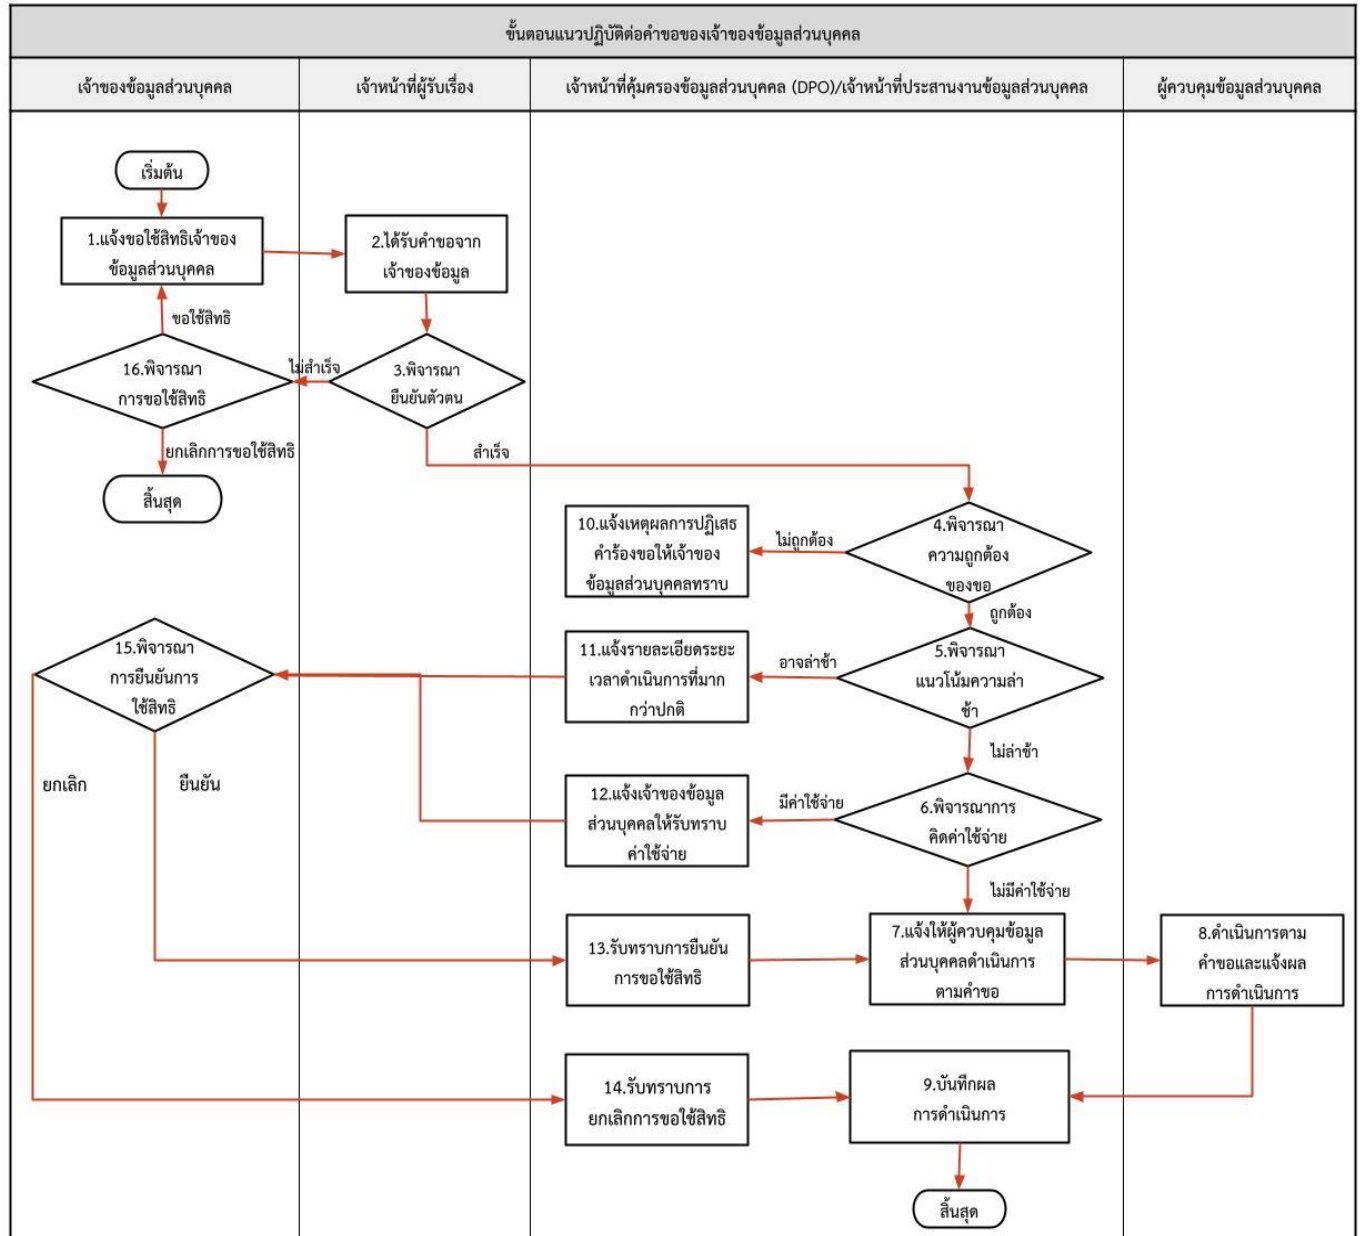 ขั้นตอนแนวปฏิบัติต่อคำขอของเจ้าของข้อมูลส่วนบุคคล
เจ้าของข้อมูลส่วนบุคคล
เจ้าหน้าที่ผู้รับเรื่อง
เจ้าหน้าที่คุ้มครองข้อมูลส่วนบุคคล (DPO)/เจ้าหน้าที่ประสานงานข้อมูลส่วนบุคคล
ผู้ควบคุมข้อมูลส่วนบุคคล
เริ่มต้น
1.แจ้งขอใช้สิทธิเจ้าของ
ข้อมูลส่วนบุคคล
2.ได้รับคำขอจาก
เจ้าของข้อมูล
ขอใช้สิทธิ
16.พิจารณา
การขอใช้สิทธิ
ไม่สำเร็จ
3.พิจารณา
ยืนยันตัวตน
ยกเลิกการขอใช้สิทธิ
สำเร็จ
สิ้นสุด
10.แจ้งเหตุผลการปฏิเสธ
คำร้องขอให้เจ้าของ
ข้อมูลส่วนบุคคลทราบ
ไม่ถูกต้อง
4.พิจารณา
ความถูกต้อง
ของขอ
ถูกต้อง
15.พิจารณา
การยืนยันการ
ใช้สิทธิ
11.แจ้งรายละเอียดระยะ
เวลาดำเนินการที่มาก
กว่าปกติ
อาจล่าช้า
5.พิจารณา
แนวโน้มความล่า
ช้า
ไม่ล่าช้า
ยกเลิก
ยืนยัน
12.แจ้งเจ้าของข้อมูล
ส่วนบุคคลให้รับทราบ
ค่าใช้จ่าย
มีค่าใช้จ่าย
6.พิจารณาการ
คิดค่าใช้จ่าย
ไม่มีค่าใช้จ่าย
13.รับทราบการยืนยัน
การขอใช้สิทธิ
7.แจ้งให้ผู้ควบคุมข้อมูล
ส่วนบุคคลดำเนินการ
ตามคำขอ
8.ดำเนินการตาม
คำขอและแจ้งผล
การดำเนินการ
14.รับทราบการ
ยกเลิกการขอใช้สิทธิ
9.บันทึกผล
การดำเนินการ
สิ้นสุด